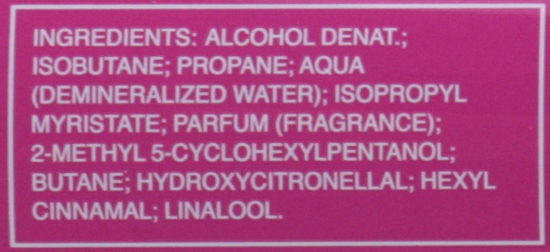 INGREDIENTS: ALCOHOL DENAT.;
ISOBUTANE; PROPANE; AQUA
(DEMINERALIZED WATER); ISOPROPYL
MYRISTATE; PARFUM (FRAGRANCE);
2-METHYL 5-CYCLOHEXYLPENTANOL;
BUTANE; HYDROXYCITRONELLAL; HEXYL
CINNAMAL; LINALOOL.